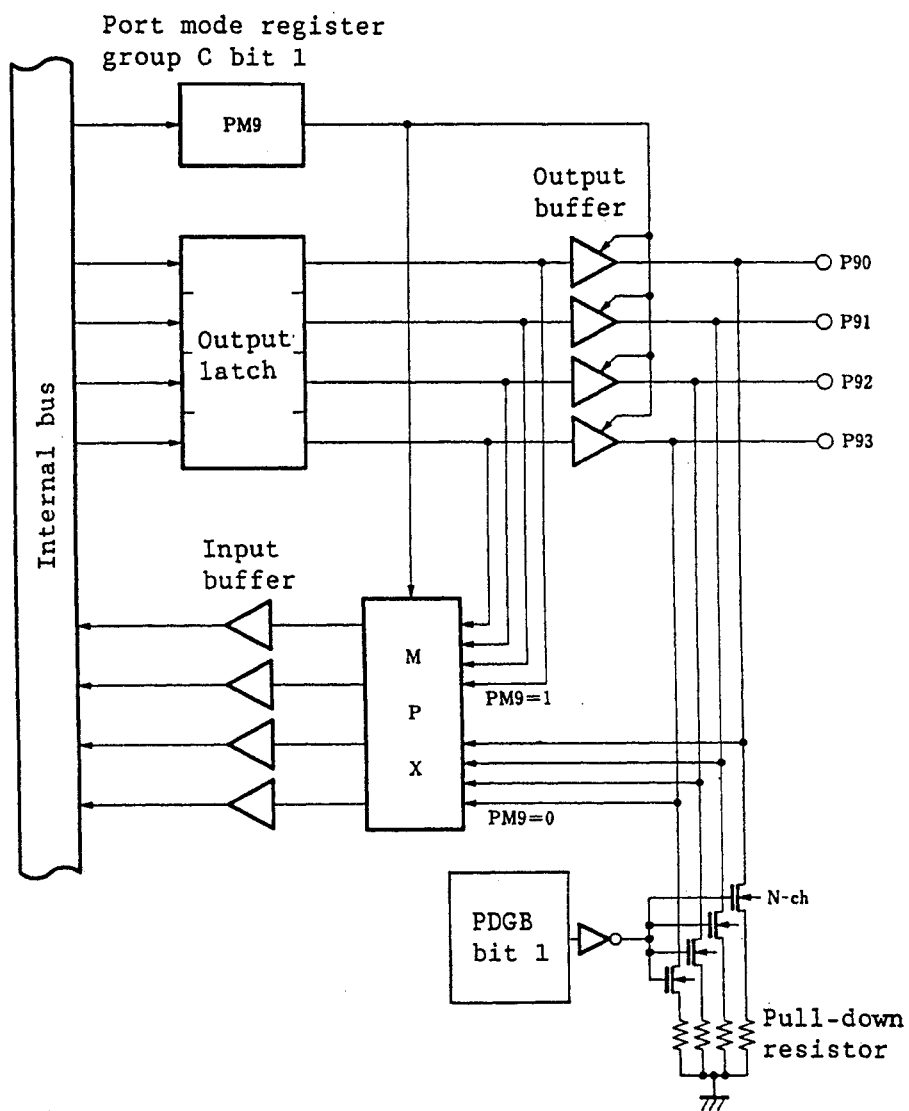 Port mode register
group C bit 1
PM9
Output
buffer
P90
P91
Output
latch
P92
P93
Internal bus
Input
buffer
M
P
X
PM9=1
PM9=0
PDGB
bit 1
N-ch
Pull-down
resistor